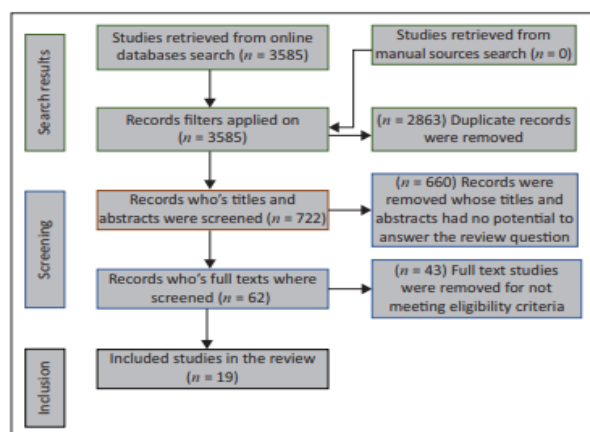 Search results
Studies retrieved from online
databases search (n = 3585)
Studies retrieved from
manual sources search (n = 0)
Records filters applied on
(n = 3585)
(n = 2863) Duplicate records
were removed
Screening
Records who's titles and
abstracts were screened (n = 722)
(n = 660) Records were
removed whose titles and
abstracts had no potential to
answer the review question
Records who's full texts where
screened (n = 62)
(n = 43) Full text studies
were removed for not
meeting eligibility criteria
Inclusion
Included studies in the review
(n = 19)